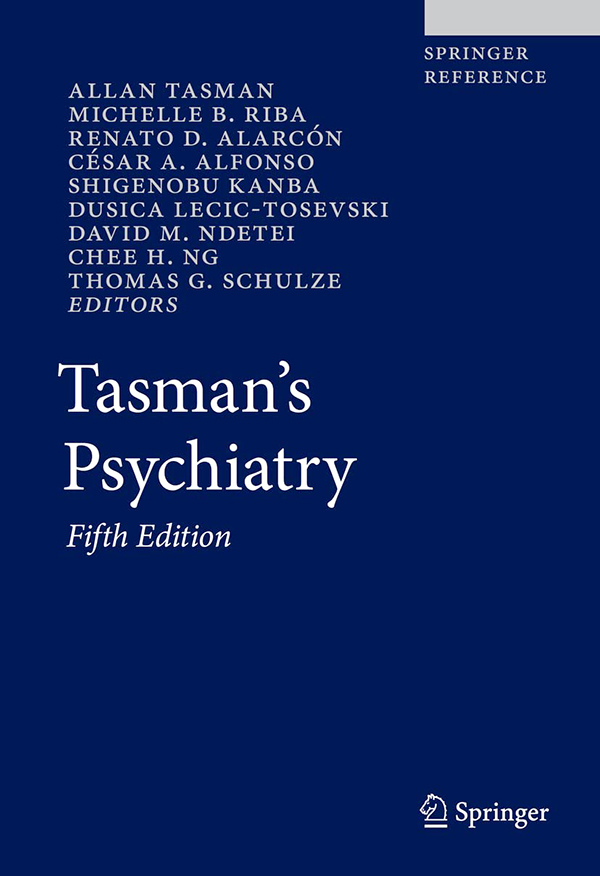 SPRINGER
REFERENCE
ALLAN TASMAN
MICHELLE B. RIBA
RENATO D. ALARCÓN
CÉSAR A. ALFONSO
SHIGENOBU KANBA
DUSICA LECIC-TOSEVSKI
DAVID M. NDETEI
CHEE H. NG
THOMAS G. SCHULZE
EDITORS
Tasman’s
Psychiatry
Fifth Edition
Springer